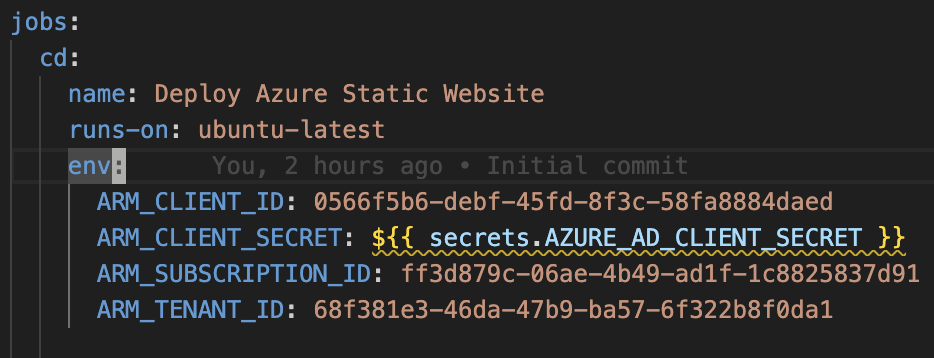 jobs:
cd:
name: Deploy Azure Static Website
runs-on: ubuntu-latest
env: You, 2 hours ago • Initial commit
ARM_CLIENT_ID: 0566f5b6-debf-45fd-8f3c-58fa8884daed
ARM_CLIENT_SECRET: ${{ secrets.AZURE_AD_CLIENT_SECRET }}
ARM_SUBSCRIPTION_ID: ff3d879c-06ae-4b49-ad1f-1c8825837d91
ARM_TENANT_ID: 68f381e3-46da-47b9-ba57-6f322b8f0da1